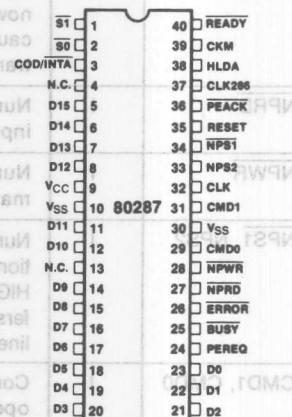 S1 1 40 READY
S0 2 39 CKM
COD/INTA 3 38 HLDA
N.C. 4 37 CLK286
D15 5 36 PEACK
D14 6 35 RESET
D13 7 34 NPS1
D12 8 33 NPS2
VCC 9 32 CLK
VSS 10 80287 31 CMD1
D11 11 30 VSS
D10 12 29 CMD0
N.C. 13 28 NPWR
D9 14 27 NPRD
D8 15 26 ERROR
D7 16 25 BUSY
D6 17 24 PEREQ
D5 18 23 D0
D4 19 22 D1
D3 20 21 D2